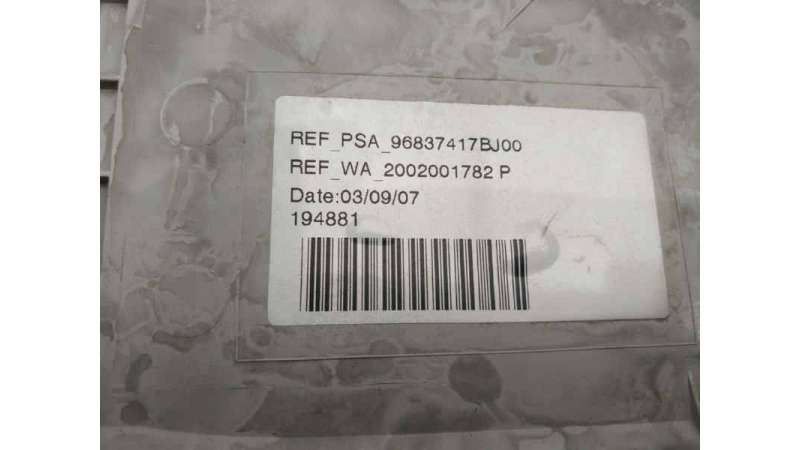 REF_PSA_96837417BJ00
REF_WA_2002001782 P
Date:03/09/07
194881